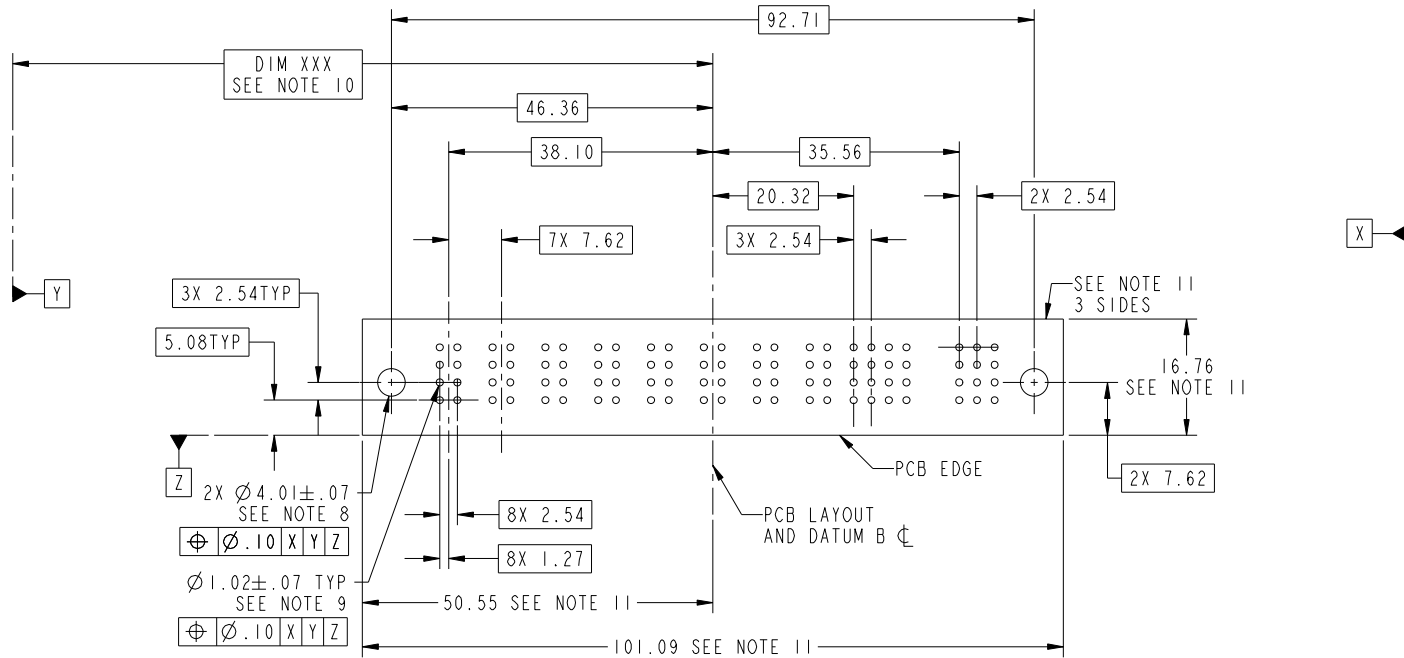 92.71
DIM XXX
SEE NOTE 10
46.36
38.10
35.56
20.32
2X 2.54
7X 7.62
3X 2.54
X
Y
3X 2.54TYP
SEE NOTE 11
3 SIDES
5.08TYP
16.76
SEE NOTE 11
PCB EDGE
Z
2X 7.62
2X Ø4.01±.07
SEE NOTE 8
⌖ Ø.10 X Y Z
8X 2.54
PCB LAYOUT
AND DATUM B ℄
8X 1.27
Ø1.02±.07 TYP
SEE NOTE 9
⌖ Ø.10 X Y Z
50.55 SEE NOTE 11
101.09 SEE NOTE 11